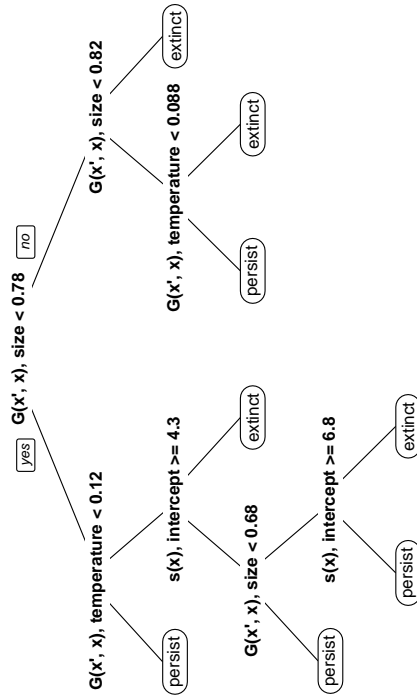 G(x', x), size < 0.78
yes
no
G(x', x), temperature < 0.12
G(x', x), size < 0.82
persist
s(x), intercept >= 4.3
G(x', x), temperature < 0.088
extinct
G(x', x), size < 0.68
extinct
persist
extinct
persist
s(x), intercept >= 6.8
persist
extinct